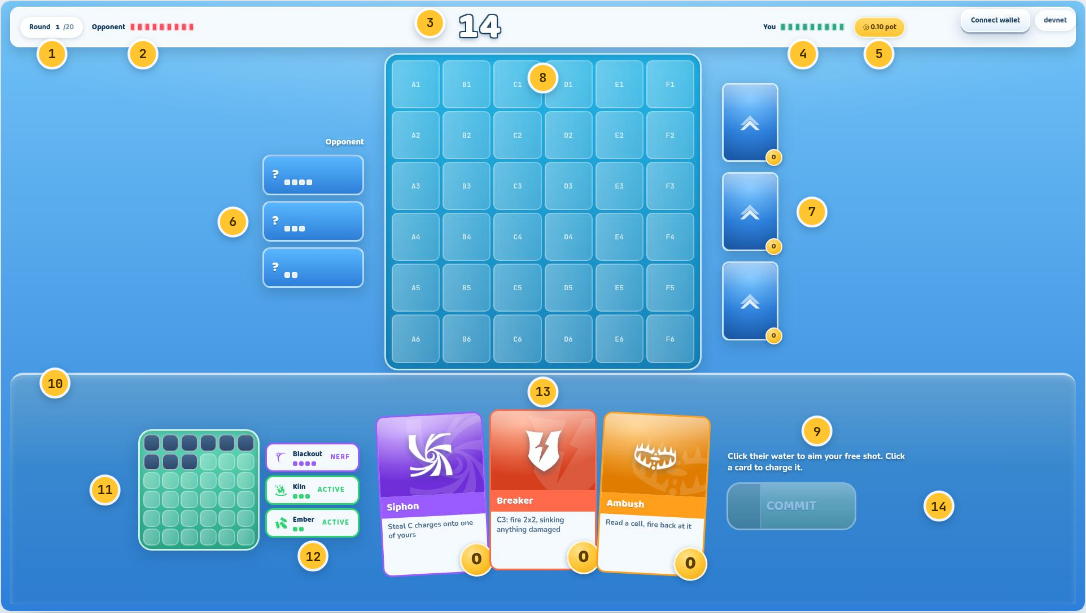 Round 1 /20
Opponent
3
14
You
0.10 pot
Connect wallet
devnet
1
2
4
5
8
A1 B1 C1 D1 E1 F1
A2 B2 C2 D2 E2 F2
A3 B3 C3 D3 E3 F3
A4 B4 C4 D4 E4 F4
A5 B5 C5 D5 E5 F5
A6 B6 C6 D6 E6 F6
Opponent
?
?
?
6
0
0
0
7
10
13
9
11
Blackout NERF
Kiln ACTIVE
Ember ACTIVE
12
Siphon
Steal C charges onto one
of yours
0
Breaker
C3: fire 2x2, sinking
anything damaged
0
Ambush
Read a cell, fire back at it
0
Click their water to aim your free shot. Click
a card to charge it.
COMMIT
14